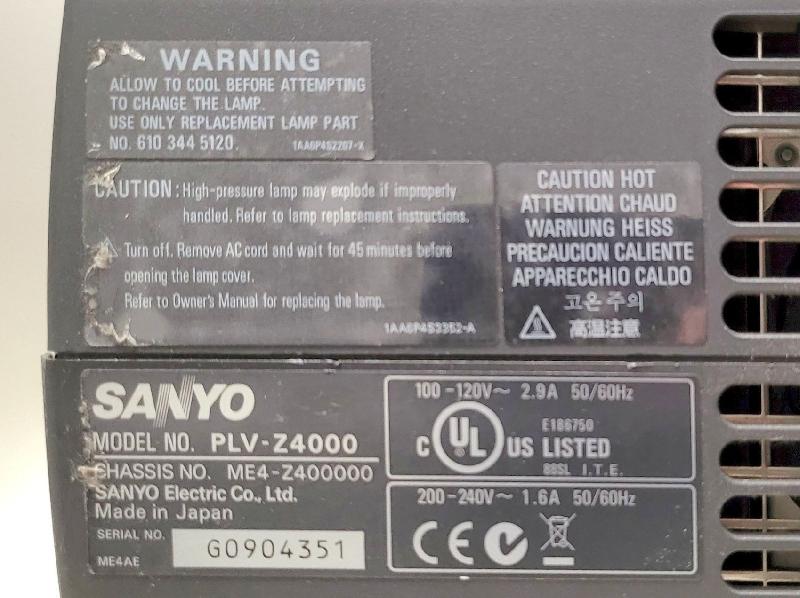 WARNING
ALLOW TO COOL BEFORE ATTEMPTING
TO CHANGE THE LAMP.
USE ONLY REPLACEMENT LAMP PART
NO. 610 344 5120.
1AA6P4S2207-X
CAUTION : High-pressure lamp may explode if improperly
handled. Refer to lamp replacement instructions.
Turn off. Remove AC cord and wait for 45 minutes before
opening the lamp cover.
Refer to Owner's Manual for replacing the lamp.
1AA6P4S3352-A
CAUTION HOT
ATTENTION CHAUD
WARNUNG HEISS
PRECAUCION CALIENTE
APPARECCHIO CALDO
고온주의
高温注意
SANYO
MODEL NO. PLV-Z4000
CHASSIS NO. ME4-Z400000
SANYO Electric Co., Ltd.
Made in Japan
SERIAL NO.
G0904351
ME4AE
100-120V~ 2.9A 50/60Hz
E186750
C UL US LISTED
88SL I.T.E.
200-240V~ 1.6A 50/60Hz
CE